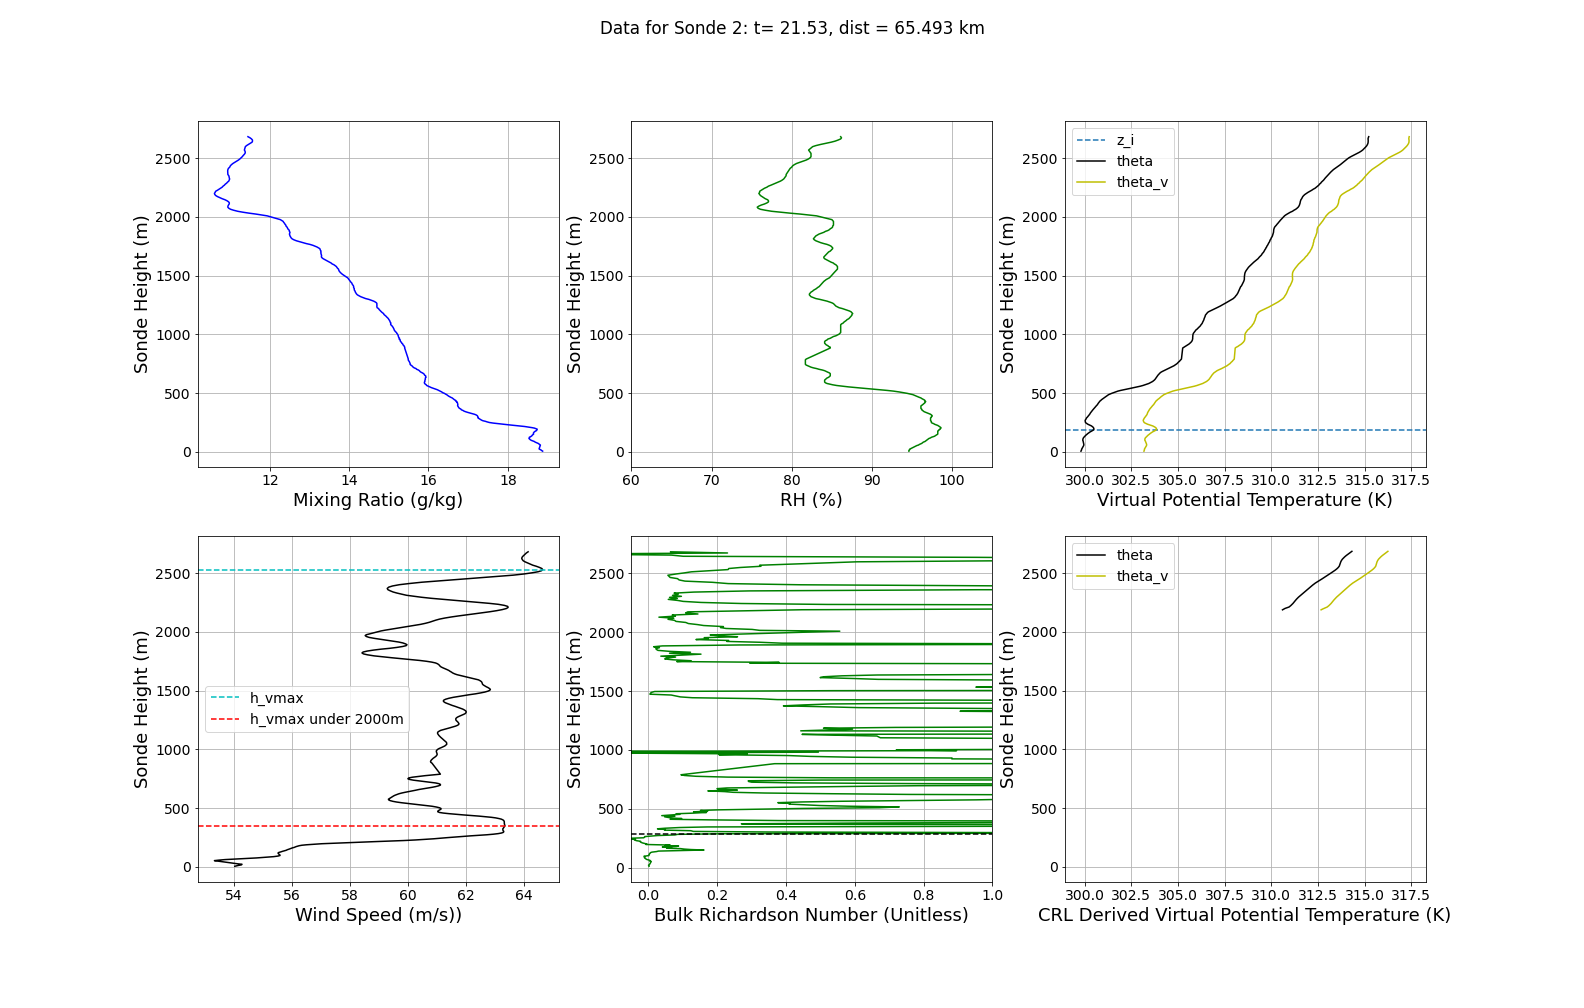 Data for Sonde 2: t= 21.53, dist = 65.493 km
Sonde Height (m)
2500
2000
1500
1000
500
0
12 14 16 18
Mixing Ratio (g/kg)
Sonde Height (m)
2500
2000
1500
1000
500
0
60 70 80 90 100
RH (%)
Sonde Height (m)
2500
2000
1500
1000
500
0
z_i
theta
theta_v
300.0 302.5 305.0 307.5 310.0 312.5 315.0 317.5
Virtual Potential Temperature (K)
Sonde Height (m)
2500
2000
1500
1000
500
0
h_vmax
h_vmax under 2000m
54 56 58 60 62 64
Wind Speed (m/s))
Sonde Height (m)
2500
2000
1500
1000
500
0
0.0 0.2 0.4 0.6 0.8 1.0
Bulk Richardson Number (Unitless)
Sonde Height (m)
2500
2000
1500
1000
500
0
theta
theta_v
300.0 302.5 305.0 307.5 310.0 312.5 315.0 317.5
CRL Derived Virtual Potential Temperature (K)